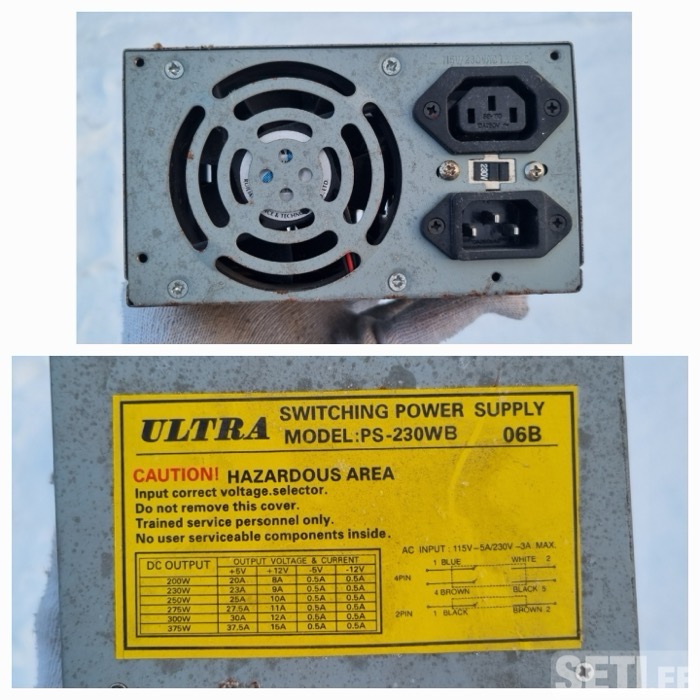 230V
ULTRA
SWITCHING POWER SUPPLY
MODEL:PS-230WB 06B
CAUTION! HAZARDOUS AREA
Input correct voltage.selector.
Do not remove this cover.
Trained service personnel only.
No user serviceable components inside.
DC OUTPUT OUTPUT VOLTAGE & CURRENT
+5V +12V -5V -12V
200W 20A 8A 0.5A 0.5A
230W 23A 9A 0.5A 0.5A
250W 25A 10A 0.5A 0.5A
275W 27.5A 11A 0.5A 0.5A
300W 30A 12A 0.5A 0.5A
375W 37.5A 15A 0.5A 0.5A
AC INPUT : 115V-5A/230V-3A MAX.
1 BLUE WHITE 2
4PIN
4 BROWN BLACK 5
2PIN 1 BLACK BROWN 2
SETI.EE